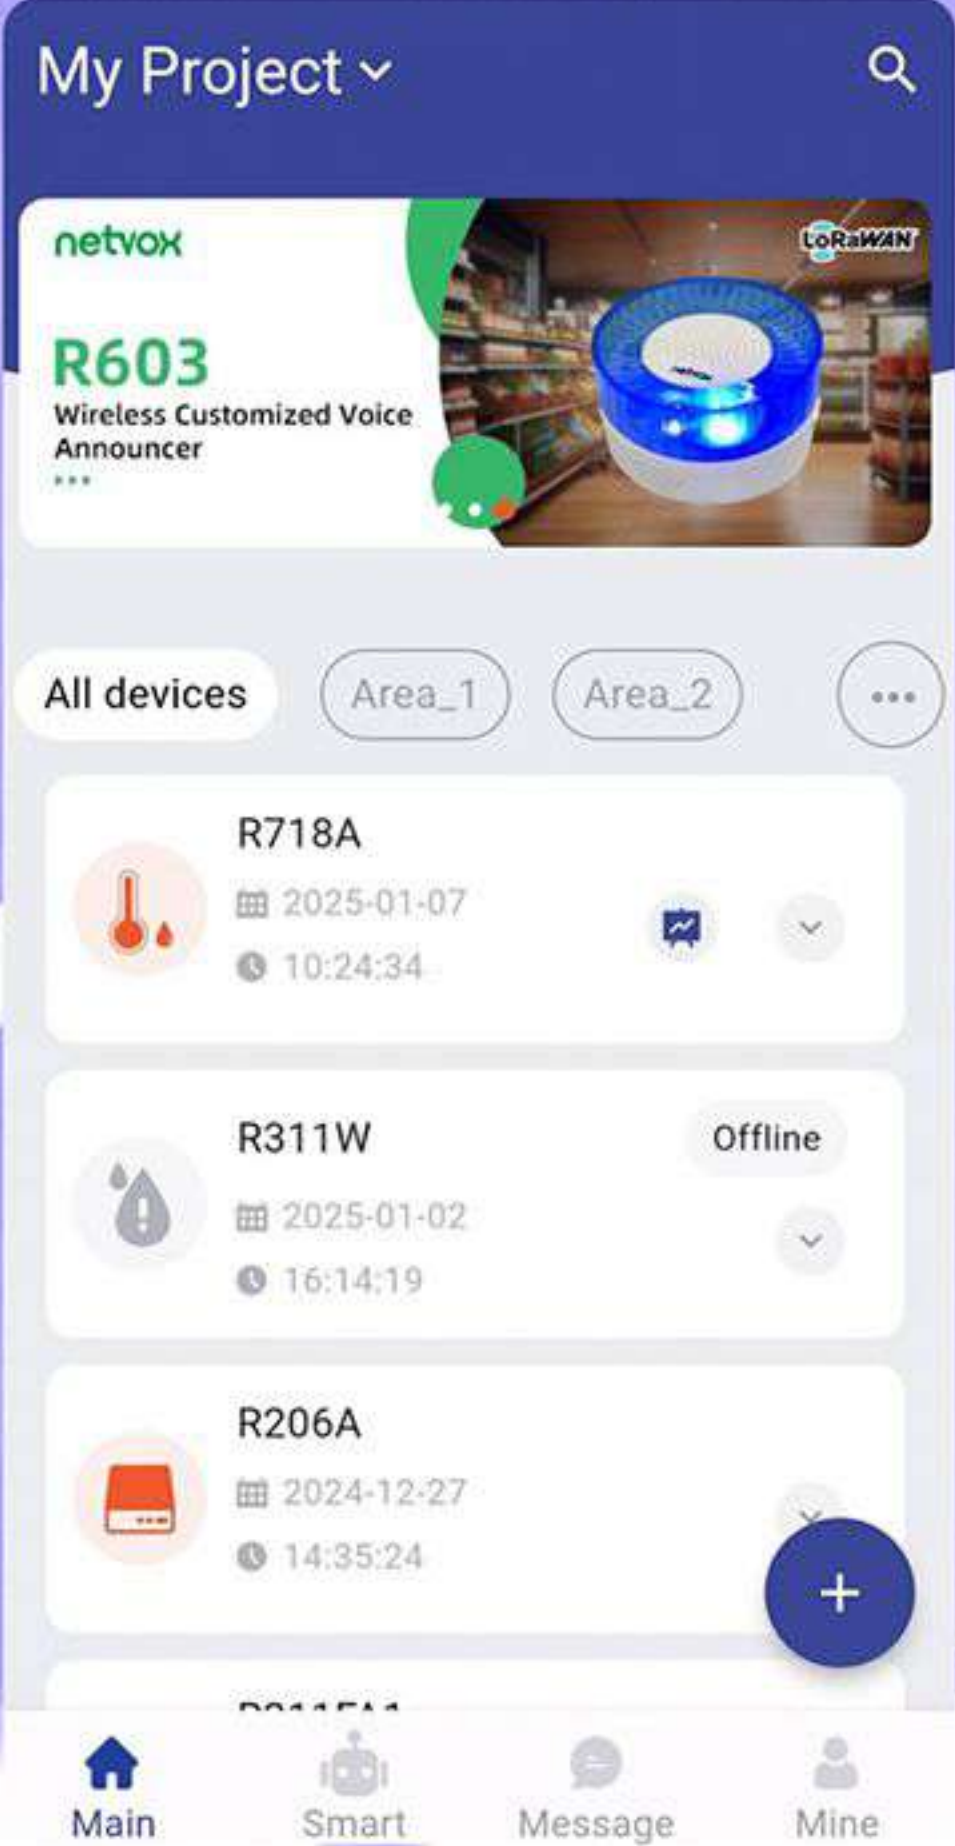 My Project
netvox
LoRaWAN
R603
Wireless Customized Voice
Announcer
All devices
Area_1
Area_2
R718A
2025-01-07
10:24:34
R311W
Offline
2025-01-02
16:14:19
R206A
2024-12-27
14:35:24
Main
Smart
Message
Mine